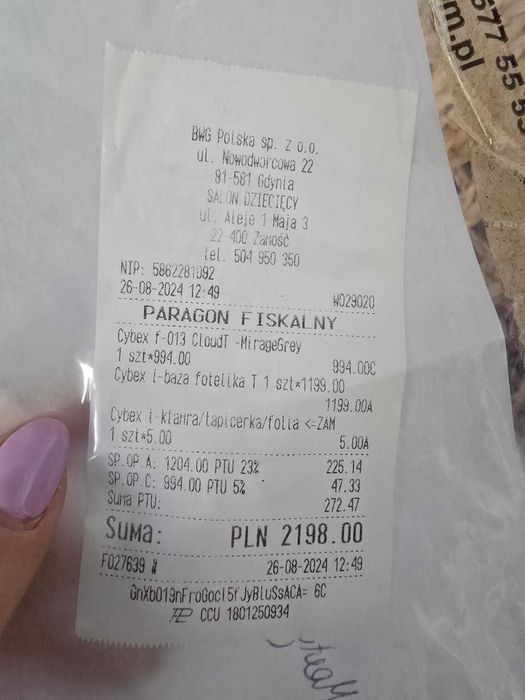 BWG Polska sp. z o.o.
ul. Nowodworcowa 22
81-581 Gdynia
SALON DZIECIĘCY
ul. Aleje 1 Maja 3
22-400 Zamość
tel. 504 950 350
NIP: 5862281092
26-08-2024 12:49 W029020
PARAGON FISKALNY
Cybex f-013 CloudT -MirageGrey
1 szt*994.00 994.00C
Cybex i-baza fotelika T 1 szt*1199.00
1199.00A
Cybex i-klamra/tapicerka/folia <=ZAM
1 szt*5.00 5.00A
SP.OP.A: 1204.00 PTU 23% 225.14
SP.OP.C: 994.00 PTU 5% 47.33
Suma PTU: 272.47
Suma: PLN 2198.00
F027639 26-08-2024 12:49
GnXb019nFroGocI5fJyBluSsACA= 6C
CCU 1801250934
677 55 5
m.pl